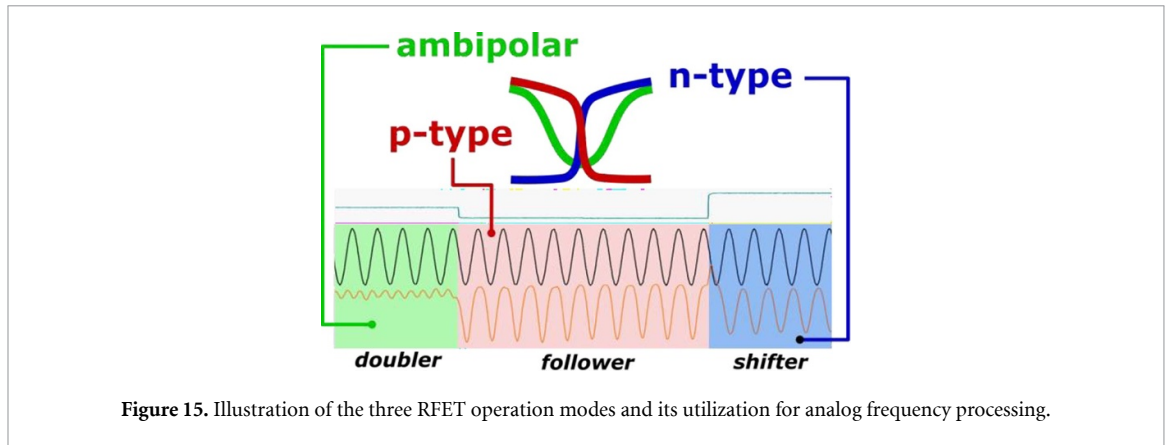 ambipolar
n-type
p-type
doubler
follower
shifter
Figure 15. Illustration of the three RFET operation modes and its utilization for analog frequency processing.